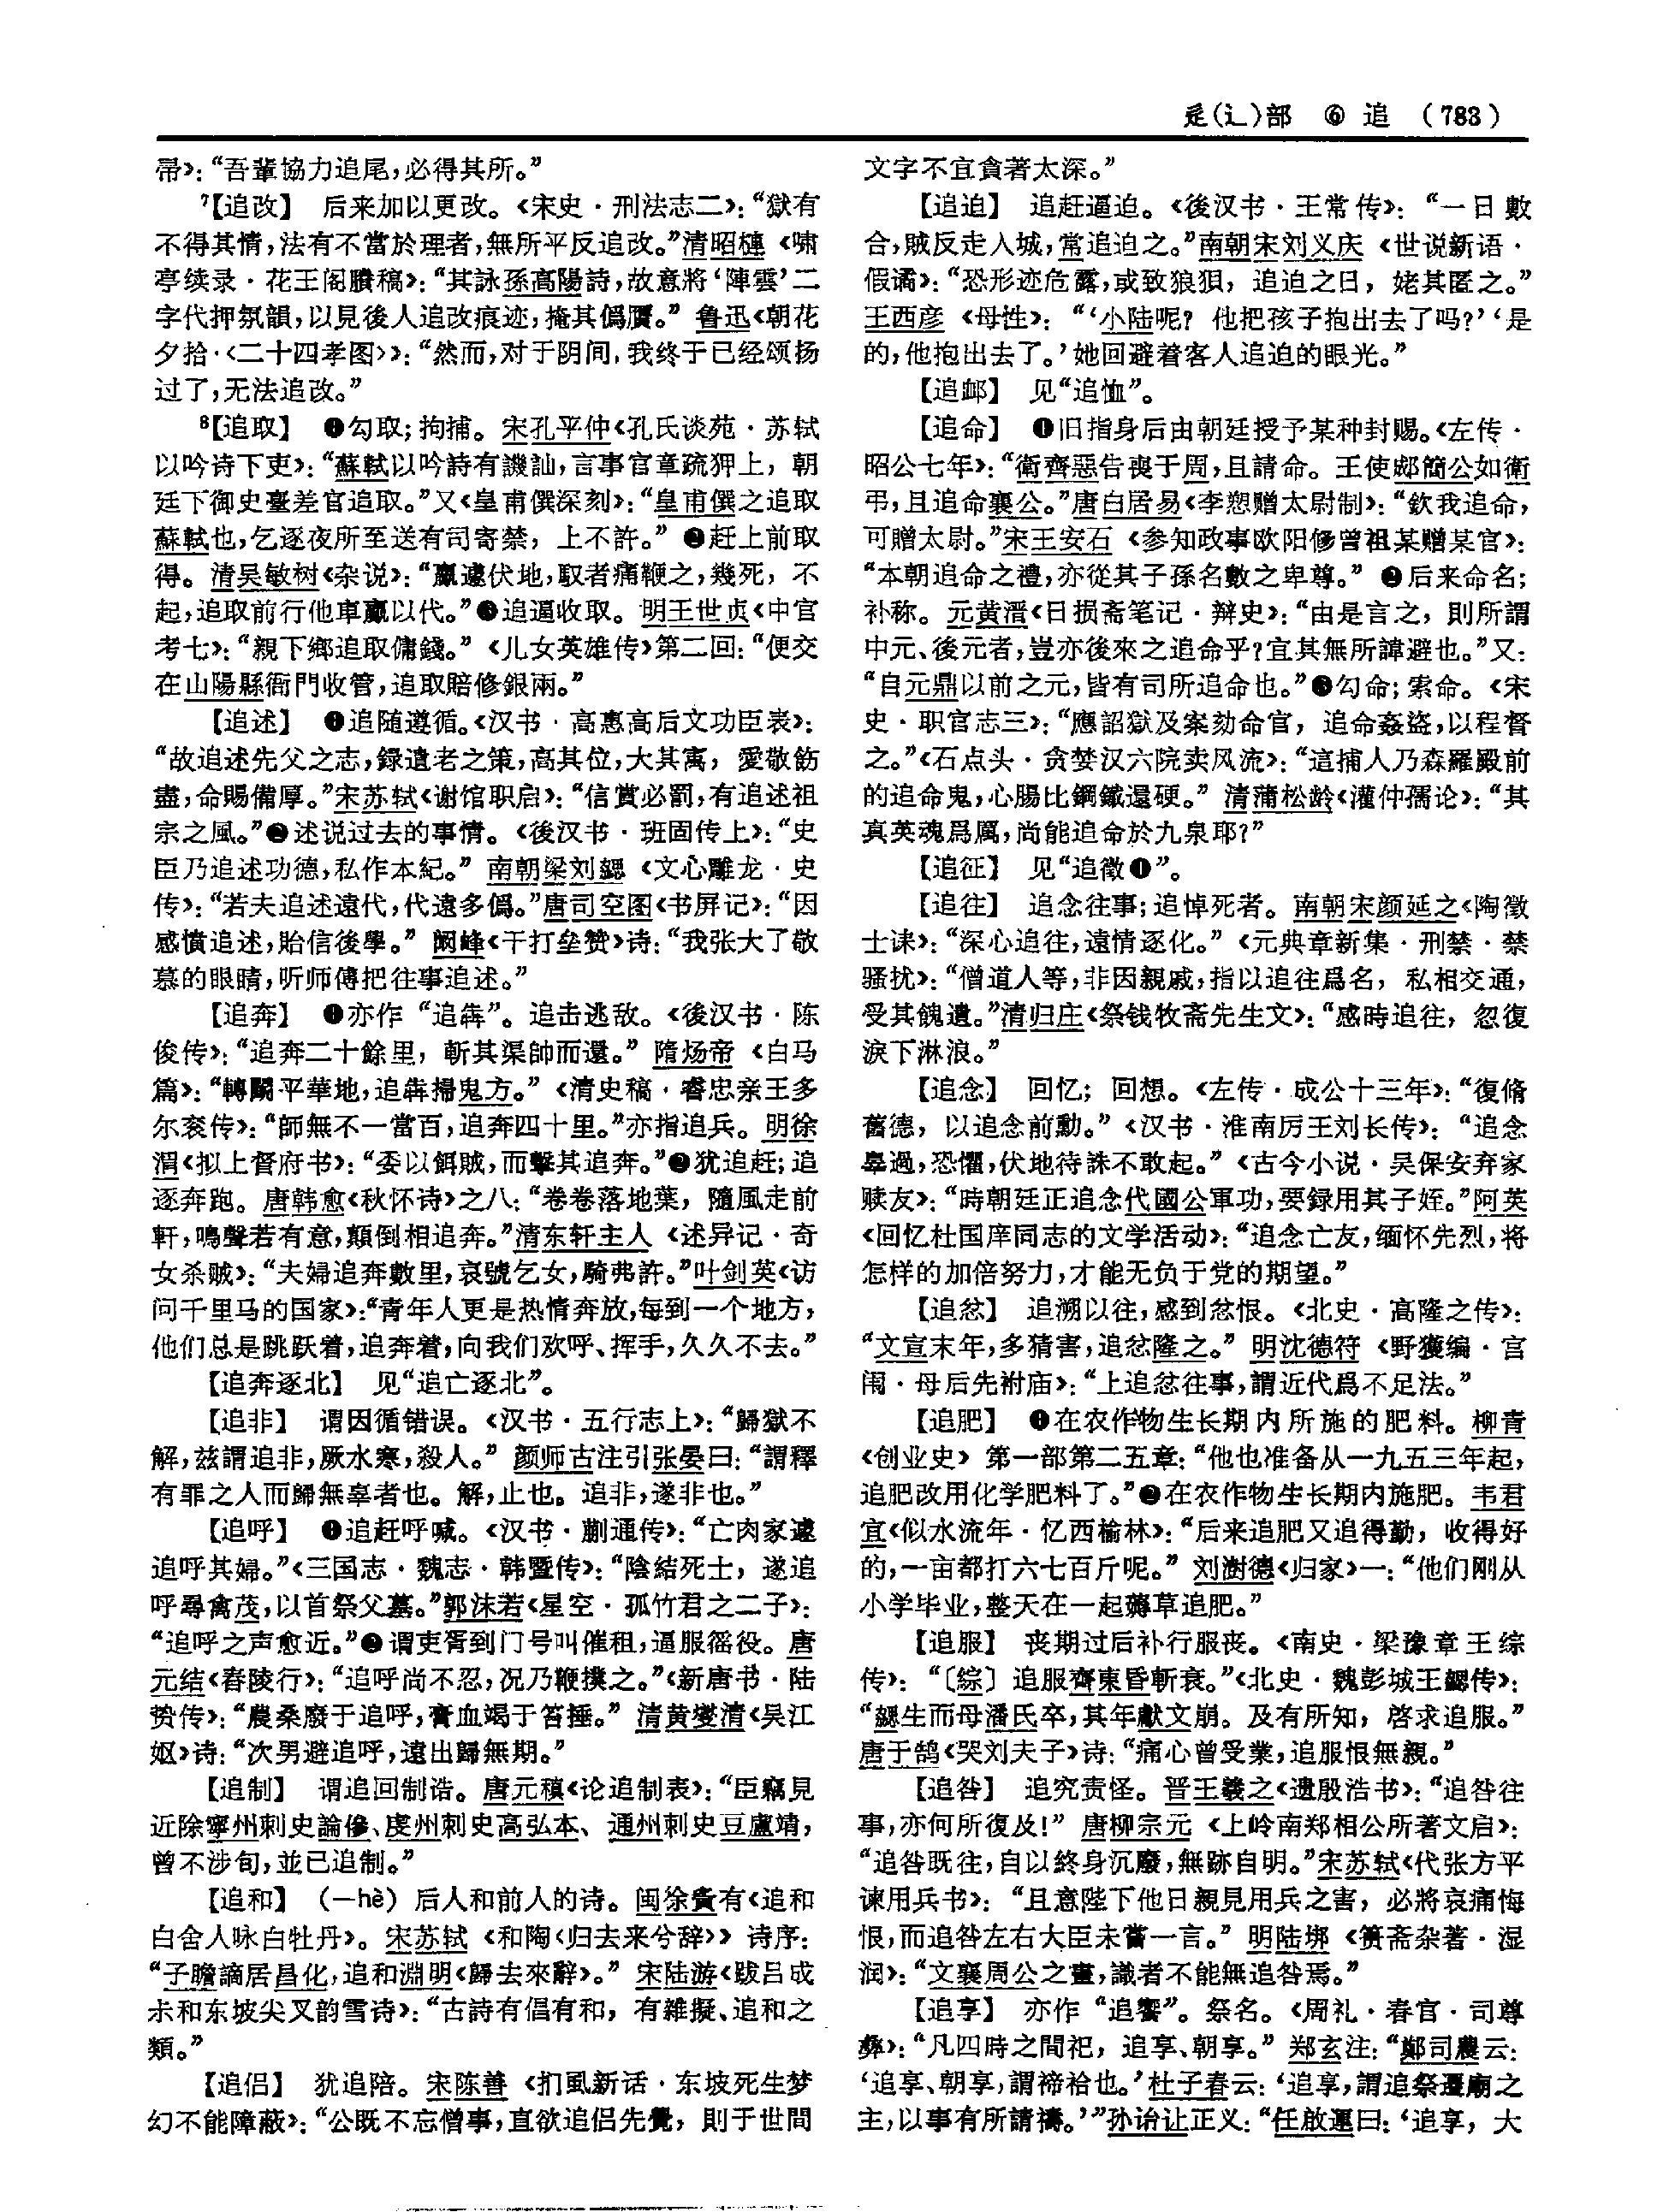 辵(辶)部　⑥　追　(783)
帚》：“吾輩協力追尾，必得其所。”
7【追改】　后来加以更改。《宋史·刑法志二》：“獄有
不得其情，法有不當於理者，無所平反追改。”清昭槤《啸
亭续录·花王阁賸稿》：“其詠孫高陽詩，故意將‘陣雲’二
字代押氛韻，以見後人追改痕迹，掩其僞贋。”鲁迅《朝花
夕拾·〈二十四孝图〉》：“然而，对于阴间，我终于已经颂扬
过了，无法追改。”
8【追取】　❶勾取；拘捕。宋孔平仲《孔氏谈苑·苏轼
以吟诗下吏》：“蘇軾以吟詩有譏訕，言事官章疏狎上，朝
廷下御史臺差官追取。”又《皇甫僎深刻》：“皇甫僎之追取
蘇軾也，乞逐夜所至送有司寄禁，上不許。”❷赶上前取
得。清吴敏树《杂说》：“驘遽伏地，馭者痛鞭之，幾死，不
起，追取前行他車驘以代。”❸追逼收取。明王世贞《中官
考七》：“親下鄉追取傭錢。”《儿女英雄传》第二回：“便交
在山陽縣衙門收管，追取賠修銀兩。”
【追述】　❶追随遵循。《汉书·高惠高后文功臣表》：
“故追述先父之志，錄遺老之策，高其位，大其寓，愛敬飭
盡，命賜備厚。”宋苏轼《谢馆职启》：“信賞必罰，有追述祖
宗之風。”❷述说过去的事情。《後汉书·班固传上》：“史
臣乃追述功德，私作本紀。”南朝梁刘勰《文心雕龙·史
传》：“若夫追述遠代，代遠多僞。”唐司空图《书屏记》：“因
感憤追述，貽信後學。”阙峰《干打垒赞》诗：“我张大了敬
慕的眼睛，听师傅把往事追述。”
【追奔】　❶亦作“追犇”。追击逃敌。《後汉书·陈
俊传》：“追奔二十餘里，斬其渠帥而還。”隋炀帝《白马
篇》：“轉鬭平華地，追犇掃鬼方。”《清史稿·睿忠亲王多
尔衮传》：“師無不一當百，追奔四十里。”亦指追兵。明徐
渭《拟上督府书》：“委以餌賊，而擊其追奔。”❷犹追赶；追
逐奔跑。唐韩愈《秋怀诗》之八：“卷卷落地葉，隨風走前
軒，鳴聲若有意，顛倒相追奔。”清东轩主人《述异记·奇
女杀贼》：“夫婦追奔數里，哀號乞女，騎弗許。”叶剑英《访
问千里马的国家》：“青年人更是热情奔放，每到一个地方，
他们总是跳跃着，追奔着，向我们欢呼、挥手，久久不去。”
【追奔逐北】　见“追亡逐北”。
【追非】　谓因循错误。《汉书·五行志上》：“歸獄不
解，兹謂追非，厥水寒，殺人。”颜师古注引张晏曰：“謂釋
有罪之人而歸無辜者也。解，止也。追非，遂非也。”
【追呼】　❶追赶呼喊。《汉书·蒯通传》：“亡肉家遽
追呼其婦。”《三国志·魏志·韩暨传》：“陰結死士，遂追
呼尋禽茂，以首祭父墓。”郭沫若《星空·孤竹君之二子》：
“追呼之声愈近。”❷谓吏胥到门号叫催租，逼服徭役。唐
元结《舂陵行》：“追呼尚不忍，况乃鞭撲之。”《新唐书·陆
贽传》：“農桑廢于追呼，膏血竭于笞捶。”清黄燮清《吴江
妪》诗：“次男避追呼，遠出歸無期。”
【追制】　谓追回制诰。唐元稹《论追制表》：“臣竊見
近除寧州刺史論傪、虔州刺史高弘本、通州刺史豆盧靖，
曾不涉旬，並已追制。”
【追和】　（—hè）后人和前人的诗。闽徐夤有《追和
白舍人咏白牡丹》。宋苏轼《和陶〈归去来兮辞〉》诗序：
“子瞻謫居昌化，追和淵明《歸去來辭》。”宋陆游《跋吕成
未和东坡尖叉韵雪诗》：“古詩有倡有和，有雜擬、追和之
類。”
【追侣】　犹追陪。宋陈善《扪虱新话·东坡死生梦
幻不能障蔽》：“公既不忘僧事，直欲追侣先覺，則于世間
文字不宜貪著太深。”
【追迫】　追赶逼迫。《後汉书·王常传》：“一日數
合，贼反走入城，常追迫之。”南朝宋刘义庆《世说新语·
假谲》：“恐形迹危露，或致狼狽，追迫之日，姥其匿之。”
王西彦《母性》：“‘小陆呢？他把孩子抱出去了吗？’‘是
的，他抱出去了。’她回避着客人追迫的眼光。”
【追卹】　见“追恤”。
【追命】　❶旧指身后由朝廷授予某种封赐。《左传·
昭公七年》：“衛齊惡告喪于周，且請命。王使郕簡公如衛
弔，且追命襄公。”唐白居易《李愬赠太尉制》：“欽我追命，
可贈太尉。”宋王安石《参知政事欧阳修曾祖某赠某官》：
“本朝追命之禮，亦從其子孫名數之卑尊。”❷后来命名；
补称。元黄溍《日损斋笔记·辩史》：“由是言之，則所謂
中元、後元者，豈亦後來之追命乎？宜其無所諱避也。”又：
“自元鼎以前之元，皆有司所追命也。”❸勾命；索命。《宋
史·职官志三》：“應詔獄及案劾命官，追命姦盜，以程督
之。”《石点头·贪婪汉六院卖风流》：“這捕人乃森羅殿前
的追命鬼，心腸比鋼鐵還硬。”清蒲松龄《灌仲孺论》：“其
真英魂爲厲，尚能追命於九泉耶？”
【追征】　见“追徵❶”。
【追往】　追念往事；追悼死者。南朝宋颜延之《陶徵
士诔》：“深心追往，遠情逐化。”《元典章新集·刑禁·禁
骚扰》：“僧道人等，非因親戚，指以追往爲名，私相交通，
受其餽遺。”清归庄《祭钱牧斋先生文》：“感時追往，忽復
淚下淋浪。”
【追念】　回忆；回想。《左传·成公十三年》：“復脩
舊德，以追念前勳。”《汉书·淮南厉王刘长传》：“追念
辠過，恐懼，伏地待誅不敢起。”《古今小说·吴保安弃家
赎友》：“時朝廷正追念代國公軍功，要録用其子姪。”阿英
《回忆杜国庠同志的文学活动》：“追念亡友，缅怀先烈，将
怎样的加倍努力，才能无负于党的期望。”
【追忿】　追溯以往，感到忿恨。《北史·高隆之传》：
“文宣末年，多猜害，追忿隆之。”明沈德符《野獲编·宫
闱·母后先祔庙》：“上追忿往事，謂近代爲不足法。”
【追肥】　❶在农作物生长期内所施的肥料。柳青
《创业史》第一部第二五章：“他也准备从一九五三年起，
追肥改用化学肥料了。”❷在农作物生长期内施肥。韦君
宜《似水流年·忆西榆林》：“后来追肥又追得勤，收得好
的，一亩都打六七百斤呢。”刘澍德《归家》一：“他们刚从
小学毕业，整天在一起薅草追肥。”
【追服】　丧期过后补行服丧。《南史·梁豫章王综
传》：“〔綜〕追服齊東昏斬衰。”《北史·魏彭城王勰传》：
“勰生而母潘氏卒，其年獻文崩。及有所知，啓求追服。”
唐于鹄《哭刘夫子》诗：“痛心曾受業，追服恨無親。”
【追咎】　追究责怪。晋王羲之《遗殷浩书》：“追咎往
事，亦何所復及！”唐柳宗元《上岭南郑相公所著文启》：
“追咎既往，自以終身沉廢，無跡自明。”宋苏轼《代张方平
谏用兵书》：“且意陛下他日親見用兵之害，必將哀痛悔
恨，而追咎左右大臣未嘗一言。”明陆垹《篑斋杂著·湿
润》：“文襄周公之畫，識者不能無追咎焉。”
【追享】　亦作“追饗”。祭名。《周礼·春官·司尊
彝》：“凡四時之間祀，追享、朝享。”郑玄注：“鄭司農云：
‘追享、朝享，謂禘祫也。’杜子春云：‘追享，謂追祭遷廟之
主，以事有所請禱。’”孙诒让正义：“任啟運曰：‘追享，大